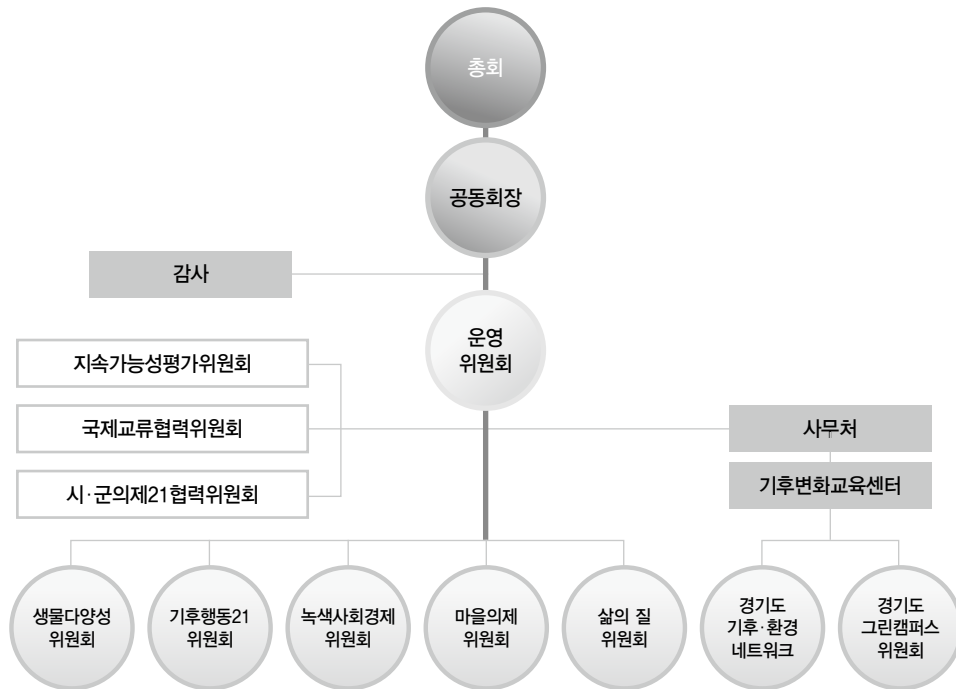 총회
공동회장
감사
운영
위원회
지속가능성평가위원회
국제교류협력위원회
시·군의제21협력위원회
사무처
기후변화교육센터
생물다양성
위원회
기후행동21
위원회
녹색사회경제
위원회
마을의제
위원회
삶의 질
위원회
경기도
기후·환경
네트워크
경기도
그린캠퍼스
위원회